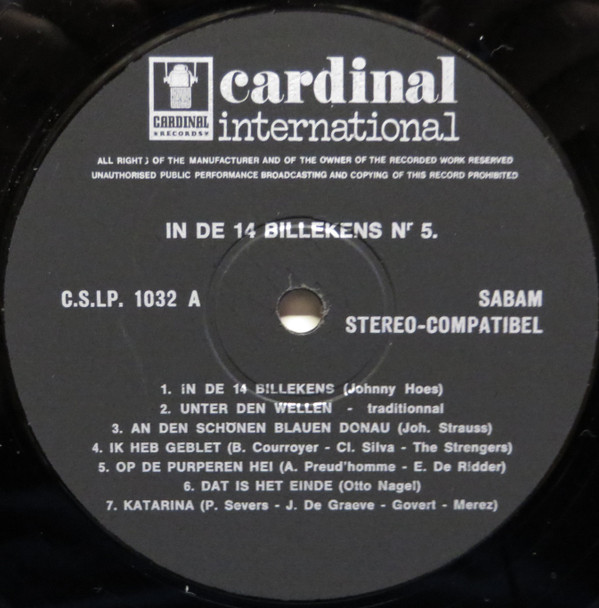 cardinal
CARDINAL
RECORDS
international
ALL RIGHTS OF THE MANUFACTURER AND OF THE OWNER OF THE RECORDED WORK RESERVED
UNAUTHORISED PUBLIC PERFORMANCE BROADCASTING AND COPYING OF THIS RECORD PROHIBITED
IN DE 14 BILLEKENS Nr 5.
C.S.LP. 1032 A
SABAM
STEREO-COMPATIBEL
1. IN DE 14 BILLEKENS (Johnny Hoes)
2. UNTER DEN WELLEN - traditionnal
3. AN DEN SCHÖNEN BLAUEN DONAU (Joh. Strauss)
4. IK HEB GEBLET (B. Courroyer - Cl. Silva - The Strengers)
5. OP DE PURPEREN HEI (A. Preud'homme - E. De Ridder)
6. DAT IS HET EINDE (Otto Nagel)
7. KATARINA (P. Severs - J. De Graeve - Govert - Merez)